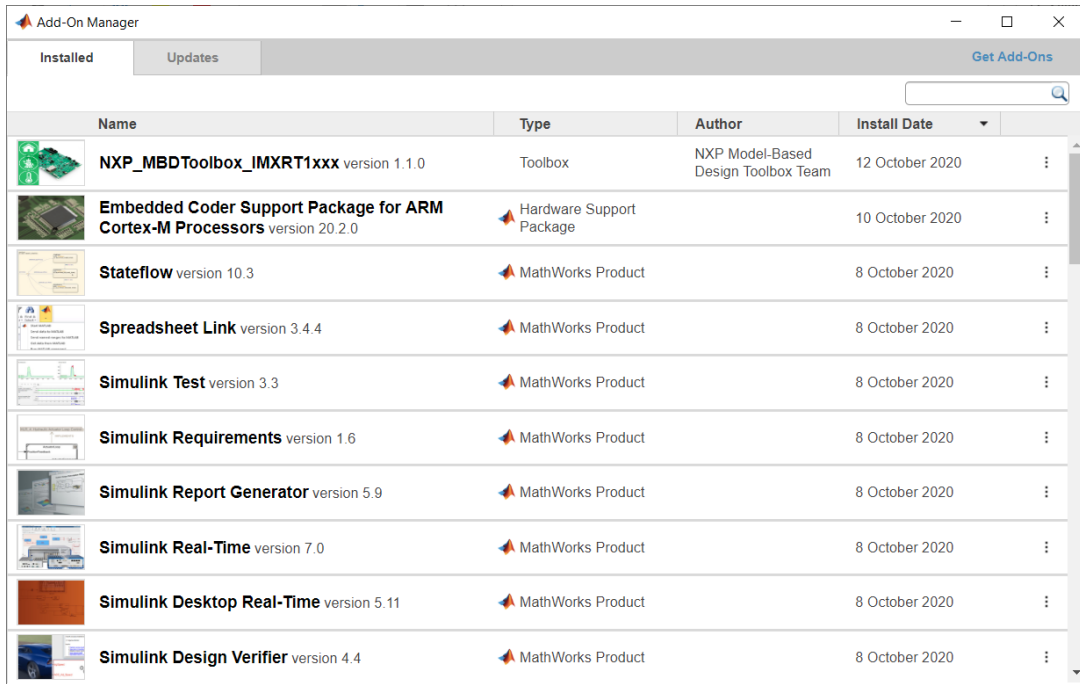 Add-On Manager
Installed Updates Get Add-Ons
Name Type Author Install Date
NXP_MBDToolbox_IMXRT1xxx version 1.1.0 Toolbox NXP Model-Based Design Toolbox Team 12 October 2020
Embedded Coder Support Package for ARM Cortex-M Processors version 20.2.0 Hardware Support Package 10 October 2020
Stateflow version 10.3 MathWorks Product 8 October 2020
Spreadsheet Link version 3.4.4 MathWorks Product 8 October 2020
Simulink Test version 3.3 MathWorks Product 8 October 2020
Simulink Requirements version 1.6 MathWorks Product 8 October 2020
Simulink Report Generator version 5.9 MathWorks Product 8 October 2020
Simulink Real-Time version 7.0 MathWorks Product 8 October 2020
Simulink Desktop Real-Time version 5.11 MathWorks Product 8 October 2020
Simulink Design Verifier version 4.4 MathWorks Product 8 October 2020